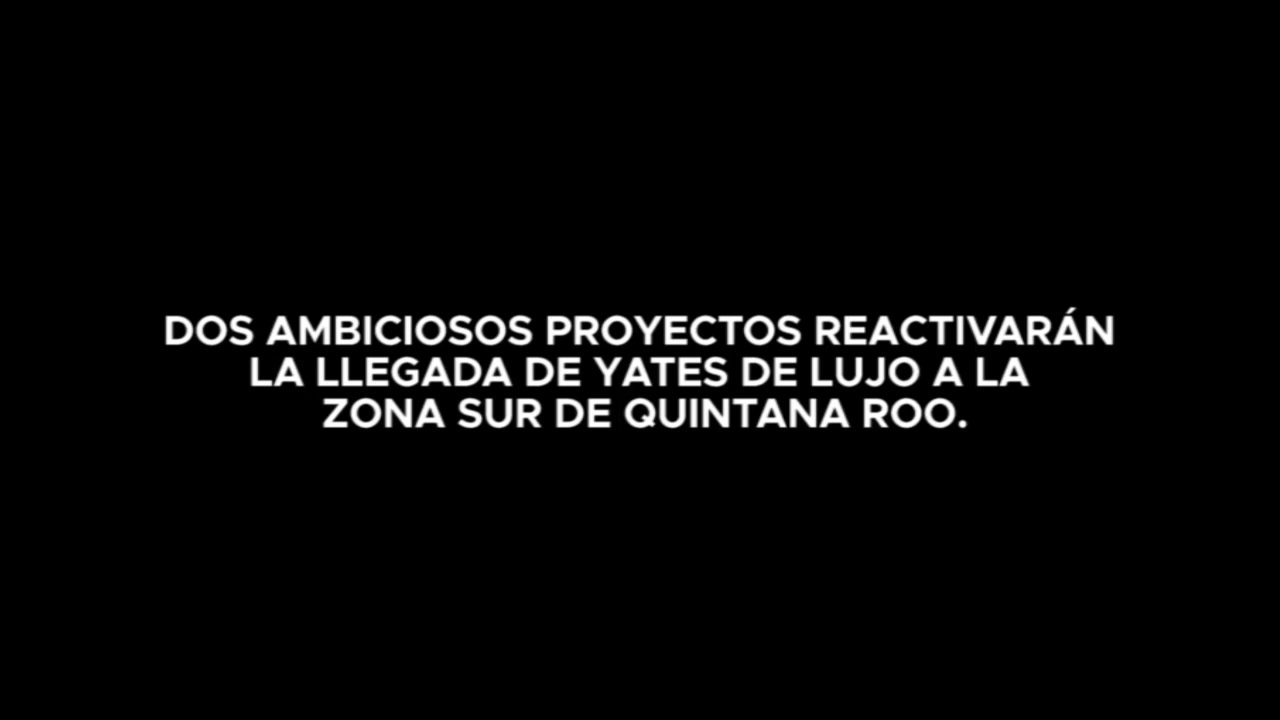 DOS AMBICIOSOS PROYECTOS REACTIVARÁN
LA LLEGADA DE YATES DE LUJO A LA
ZONA SUR DE QUINTANA ROO.